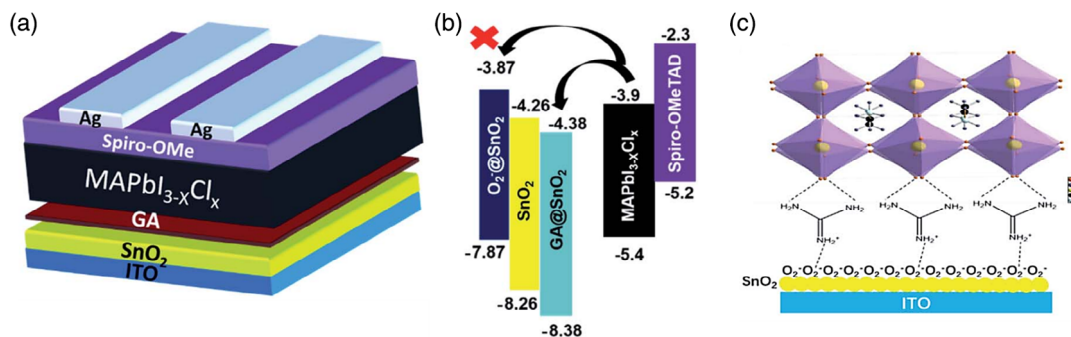 (a)
Ag
Ag
Spiro-OMe
MAPbI3-XClx
GA
SnO2
ITO
(b)
-3.87
-4.26
-4.38
-3.9
-2.3
O2-@SnO2
SnO2
GA@SnO2
MAPbI3-xClx
Spiro-OMeTAD
-7.87
-8.26
-8.38
-5.4
-5.2
(c)
H2N NH2 H2N NH2 H2N NH2
NH2+ NH2+ NH2+
O2-O2-O2-O2-O2-O2-O2-O2-O2-O2-O2-O2-
SnO2
ITO